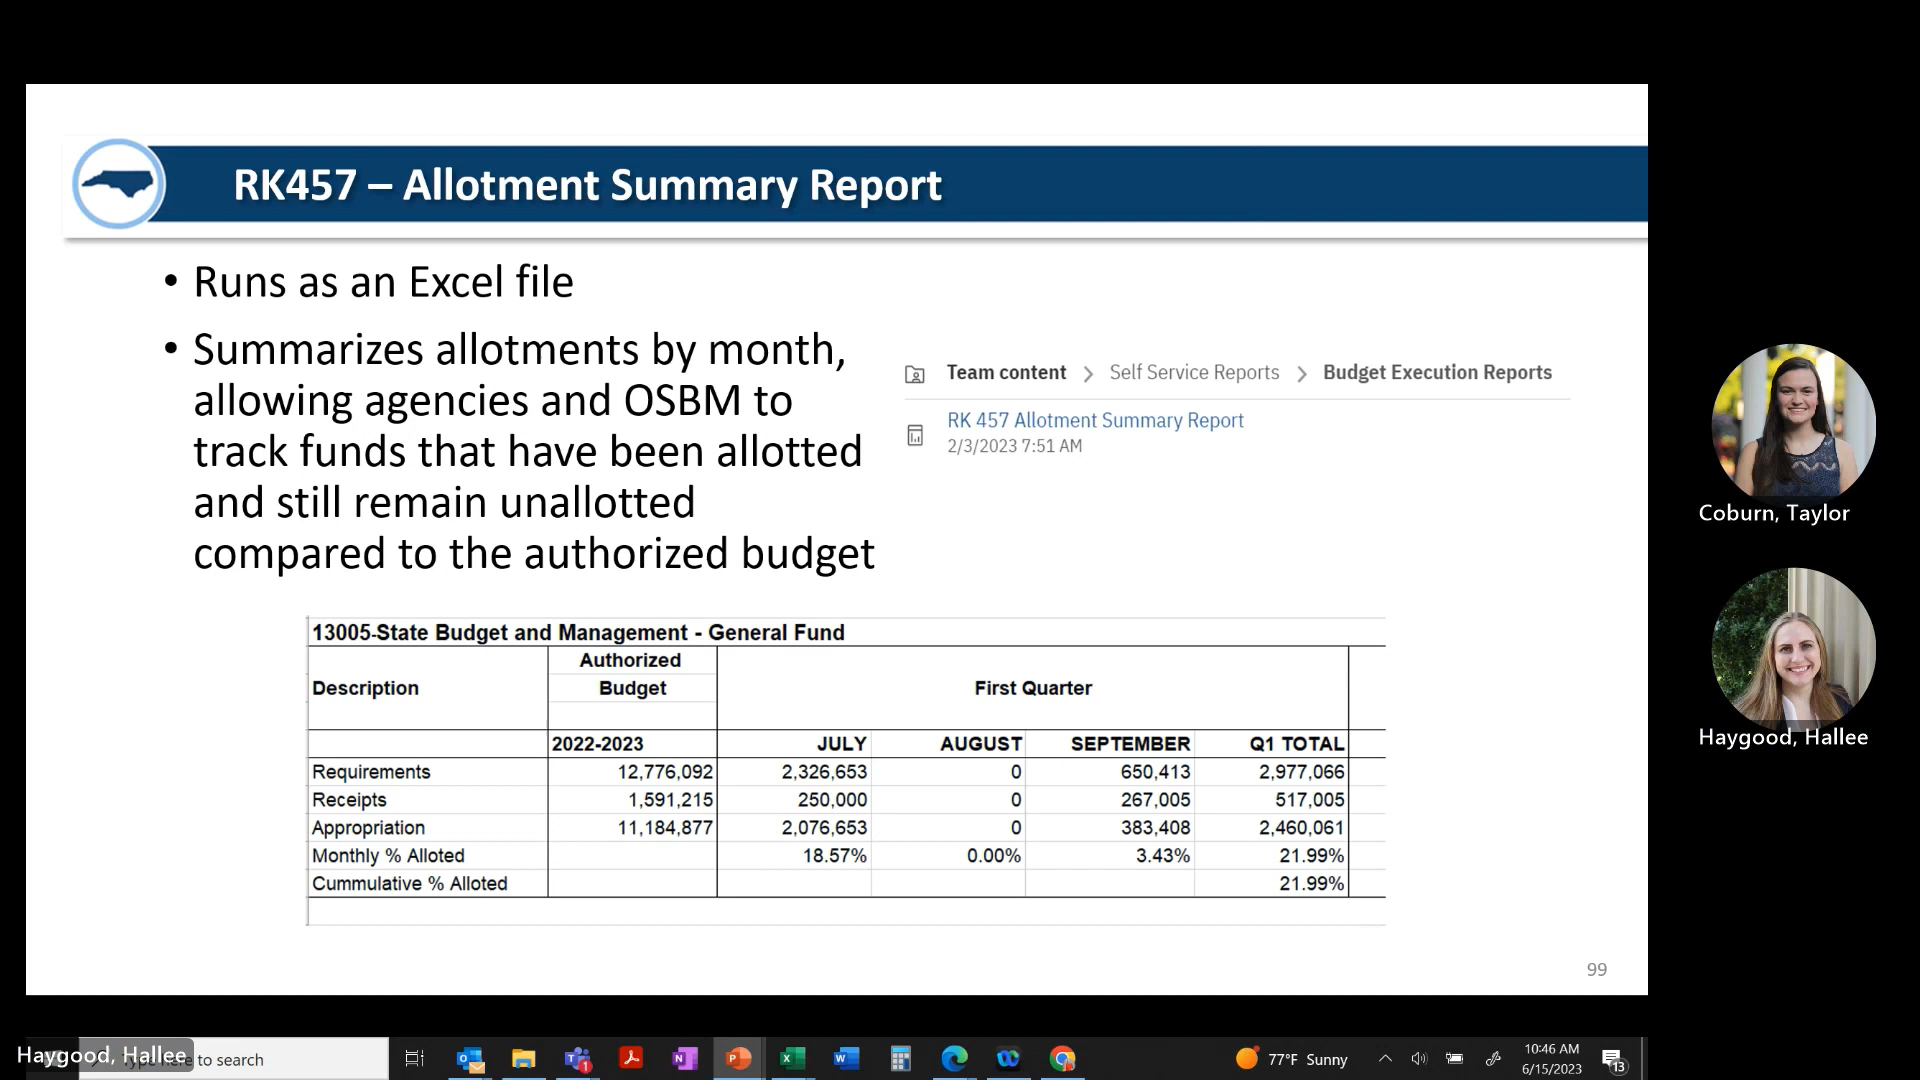 RK457 – Allotment Summary Report
• Runs as an Excel file
• Summarizes allotments by month,
allowing agencies and OSBM to
track funds that have been allotted
and still remain unallotted
compared to the authorized budget
Team content > Self Service Reports > Budget Execution Reports
RK 457 Allotment Summary Report
2/3/2023 7:51 AM
13005-State Budget and Management - General Fund
Description Authorized Budget First Quarter
2022-2023 JULY AUGUST SEPTEMBER Q1 TOTAL
Requirements 12,776,092 2,326,653 0 650,413 2,977,066
Receipts 1,591,215 250,000 0 267,005 517,005
Appropriation 11,184,877 2,076,653 0 383,408 2,460,061
Monthly % Alloted 18.57% 0.00% 3.43% 21.99%
Cummulative % Alloted 21.99%
99
Coburn, Taylor
Haygood, Hallee
Haygood, Hallee
to search
77°F Sunny
10:46 AM
6/15/2023
13
1